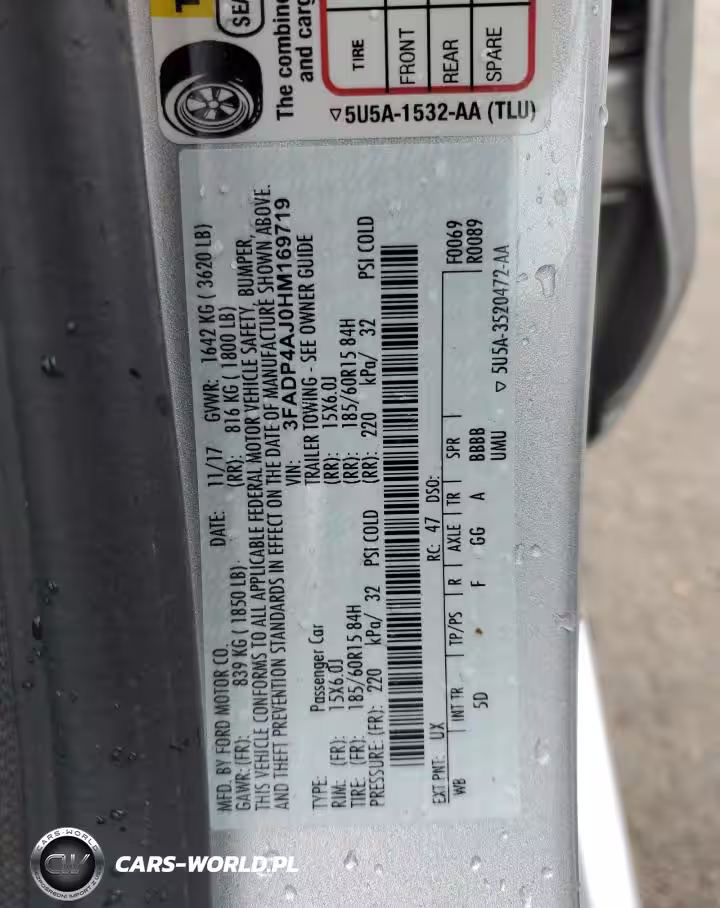 SEA
The combine
and carg
TIRE
FRONT
REAR
SPARE
▽5U5A-1532-AA (TLU)
MFD. BY FORD MOTOR CO. DATE: 11/17 GVWR: 1642 KG ( 3620 LB)
GAWR: (FR): 839 KG ( 1850 LB) (RR): 816 KG ( 1800 LB)
THIS VEHICLE CONFORMS TO ALL APPLICABLE FEDERAL MOTOR VEHICLE SAFETY, BUMPER,
AND THEFT PREVENTION STANDARDS IN EFFECT ON THE DATE OF MANUFACTURE SHOWN ABOVE.
VIN: 3FADP4AJ0HM169719
TYPE: Passenger Car TRAILER TOWING - SEE OWNER GUIDE
RIM: (FR): 15X6.0J (RR): 15X6.0J
TIRE: (FR): 185/60R15 84H (RR): 185/60R15 84H
PRESSURE: (FR): 220 kPa/ 32 PSI COLD (RR): 220 kPa/ 32 PSI COLD
EXT PNT: UX RC: 47 DSO: F0069
WB INT TR TP/PS R AXLE TR SPR R0089
5D F GG A BBBB
UMU ▽ 5U5A-3520472-AA
CARS-WORLD
CW
CARS-WORLD.PL